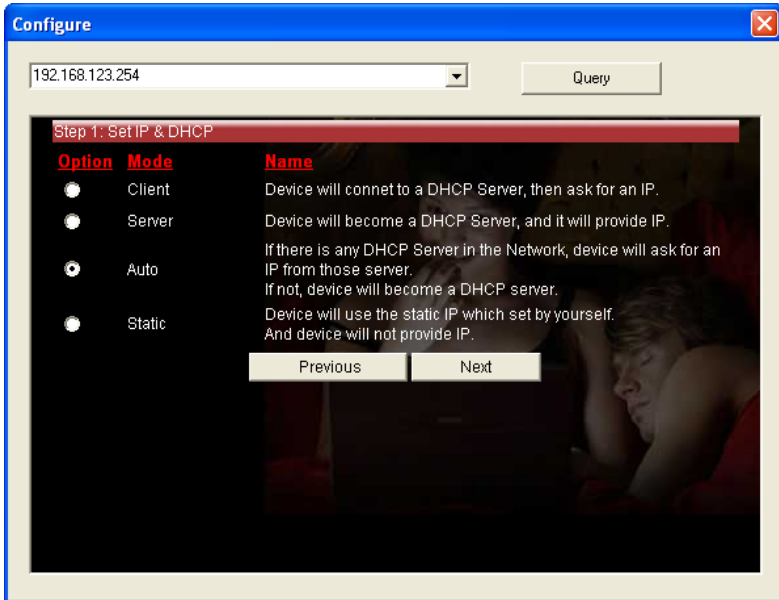 Configure
192.168.123.254
Query
Step 1: Set IP & DHCP
Option Mode Name
Client Device will connet to a DHCP Server, then ask for an IP.
Server Device will become a DHCP Server, and it will provide IP.
Auto If there is any DHCP Server in the Network, device will ask for an
IP from those server.
If not, device will become a DHCP server.
Static Device will use the static IP which set by yourself.
And device will not provide IP.
Previous Next